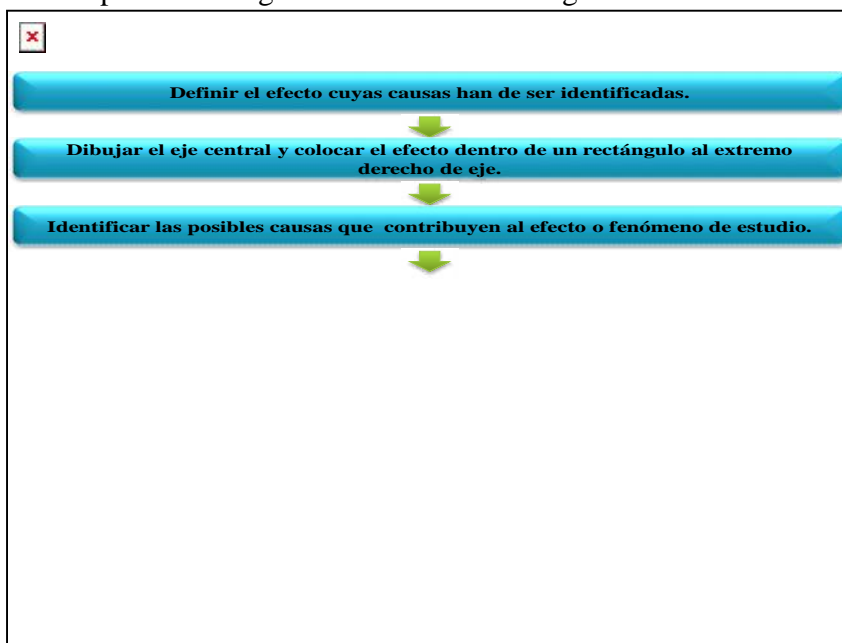 Definir el efecto cuyas causas han de ser identificadas.
Dibujar el eje central y colocar el efecto dentro de un rectángulo al extremo
derecho de eje.
Identificar las posibles causas que contribuyen al efecto o fenómeno de estudio.